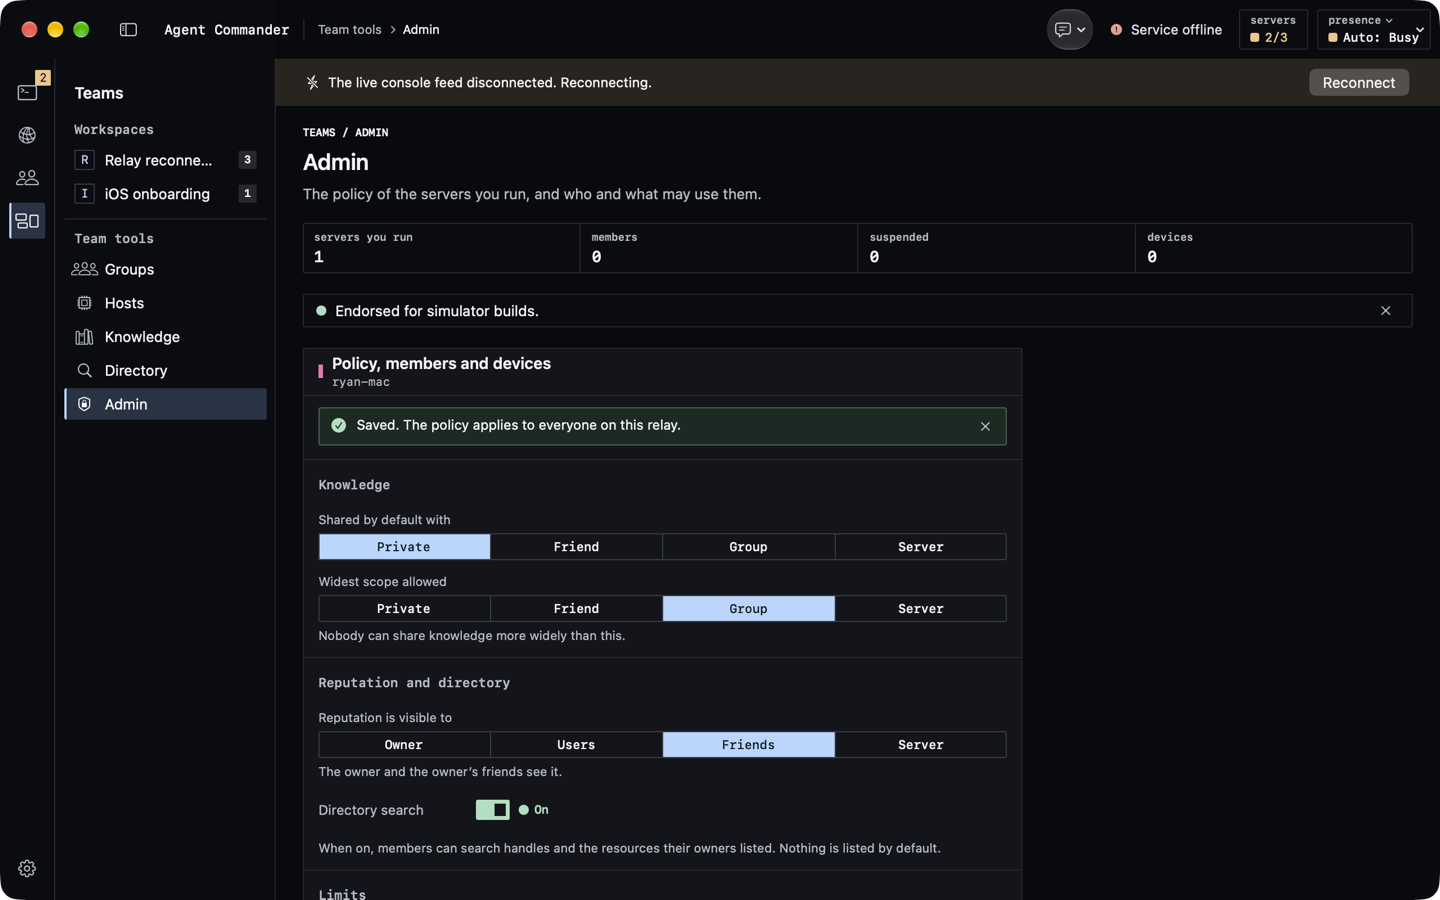 Agent Commander
Team tools > Admin
Service offline
servers
2/3
presence
Auto: Busy
2
Teams
Workspaces
R Relay reconne... 3
I iOS onboarding 1
Team tools
Groups
Hosts
Knowledge
Directory
Admin
The live console feed disconnected. Reconnecting.
Reconnect
TEAMS / ADMIN
Admin
The policy of the servers you run, and who and what may use them.
servers you run
1
members
0
suspended
0
devices
0
Endorsed for simulator builds.
Policy, members and devices
ryan-mac
Saved. The policy applies to everyone on this relay.
Knowledge
Shared by default with
Private Friend Group Server
Widest scope allowed
Private Friend Group Server
Nobody can share knowledge more widely than this.
Reputation and directory
Reputation is visible to
Owner Users Friends Server
The owner and the owner's friends see it.
Directory search On
When on, members can search handles and the resources their owners listed. Nothing is listed by default.
Limits